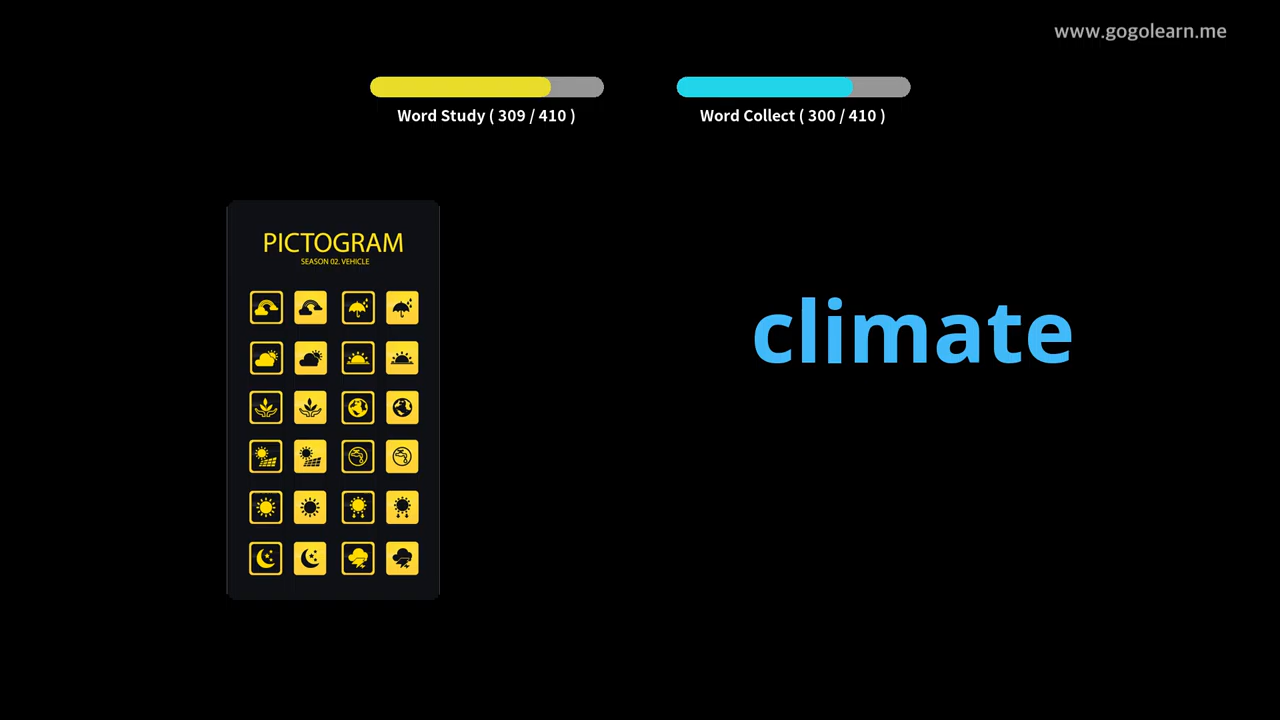 www.gogolearn.me
Word Study ( 309 / 410 )
Word Collect ( 300 / 410 )
PICTOGRAM
SEASON 02. VEHICLE
climate